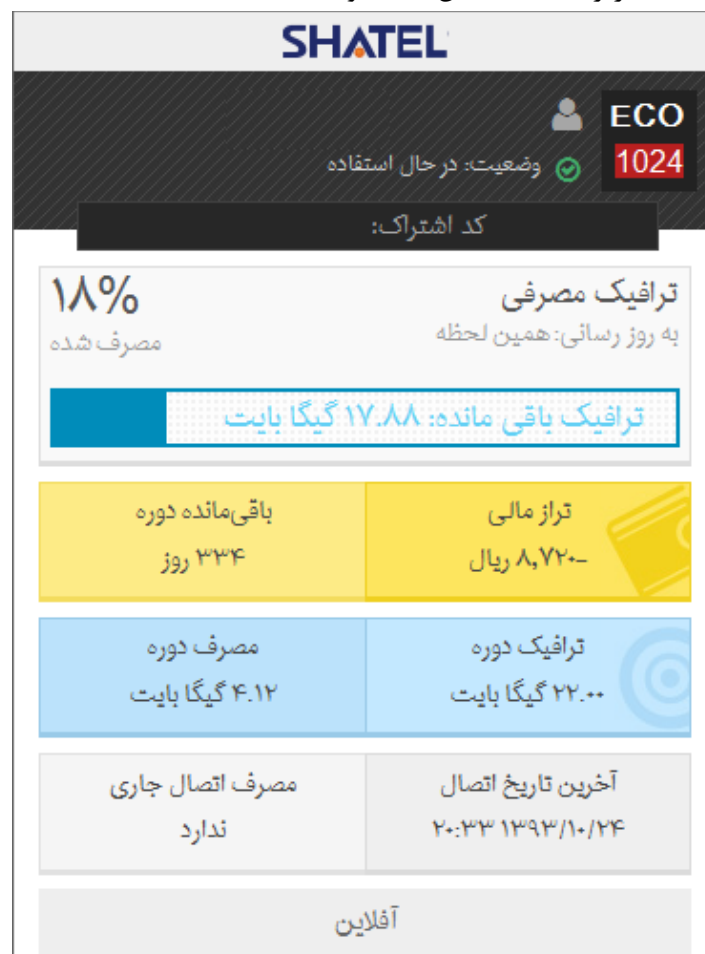 SHATEL
ECO
1024
وضعیت: در حال استفاده
کد اشتراک:
ترافیک مصرفی
۱۸%
به روز رسانی: همین لحظه
مصرف شده
ترافیک باقی مانده: ۱۷.۸۸ گیگا بایت
تراز مالی
باقی‌مانده دوره
-۸,۷۲۰ ریال
۳۳۴ روز
ترافیک دوره
مصرف دوره
۲۲.۰۰ گیگا بایت
۴.۱۲ گیگا بایت
آخرین تاریخ اتصال
مصرف اتصال جاری
۲۰:۳۳ ۱۳۹۳/۱۰/۲۴
ندارد
آفلاین